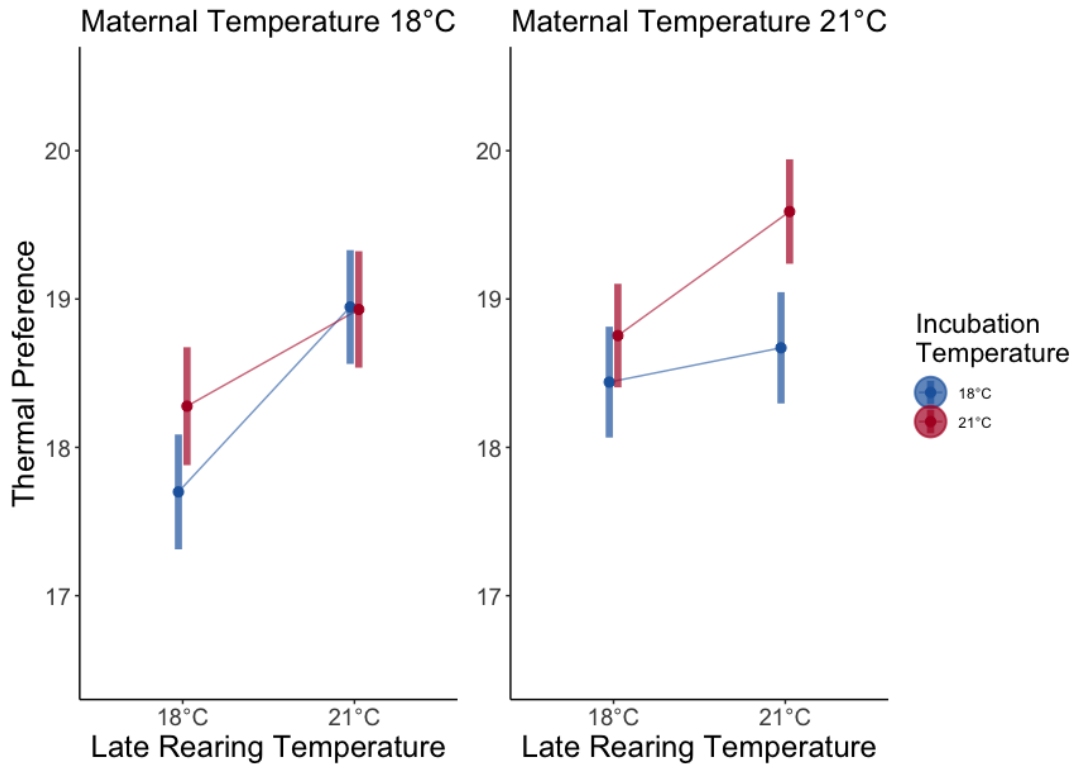 Maternal Temperature 18°C
Maternal Temperature 21°C
Thermal Preference
20
19
18
17
18°C
21°C
Late Rearing Temperature
20
19
18
17
18°C
21°C
Late Rearing Temperature
Incubation
Temperature
18°C
21°C